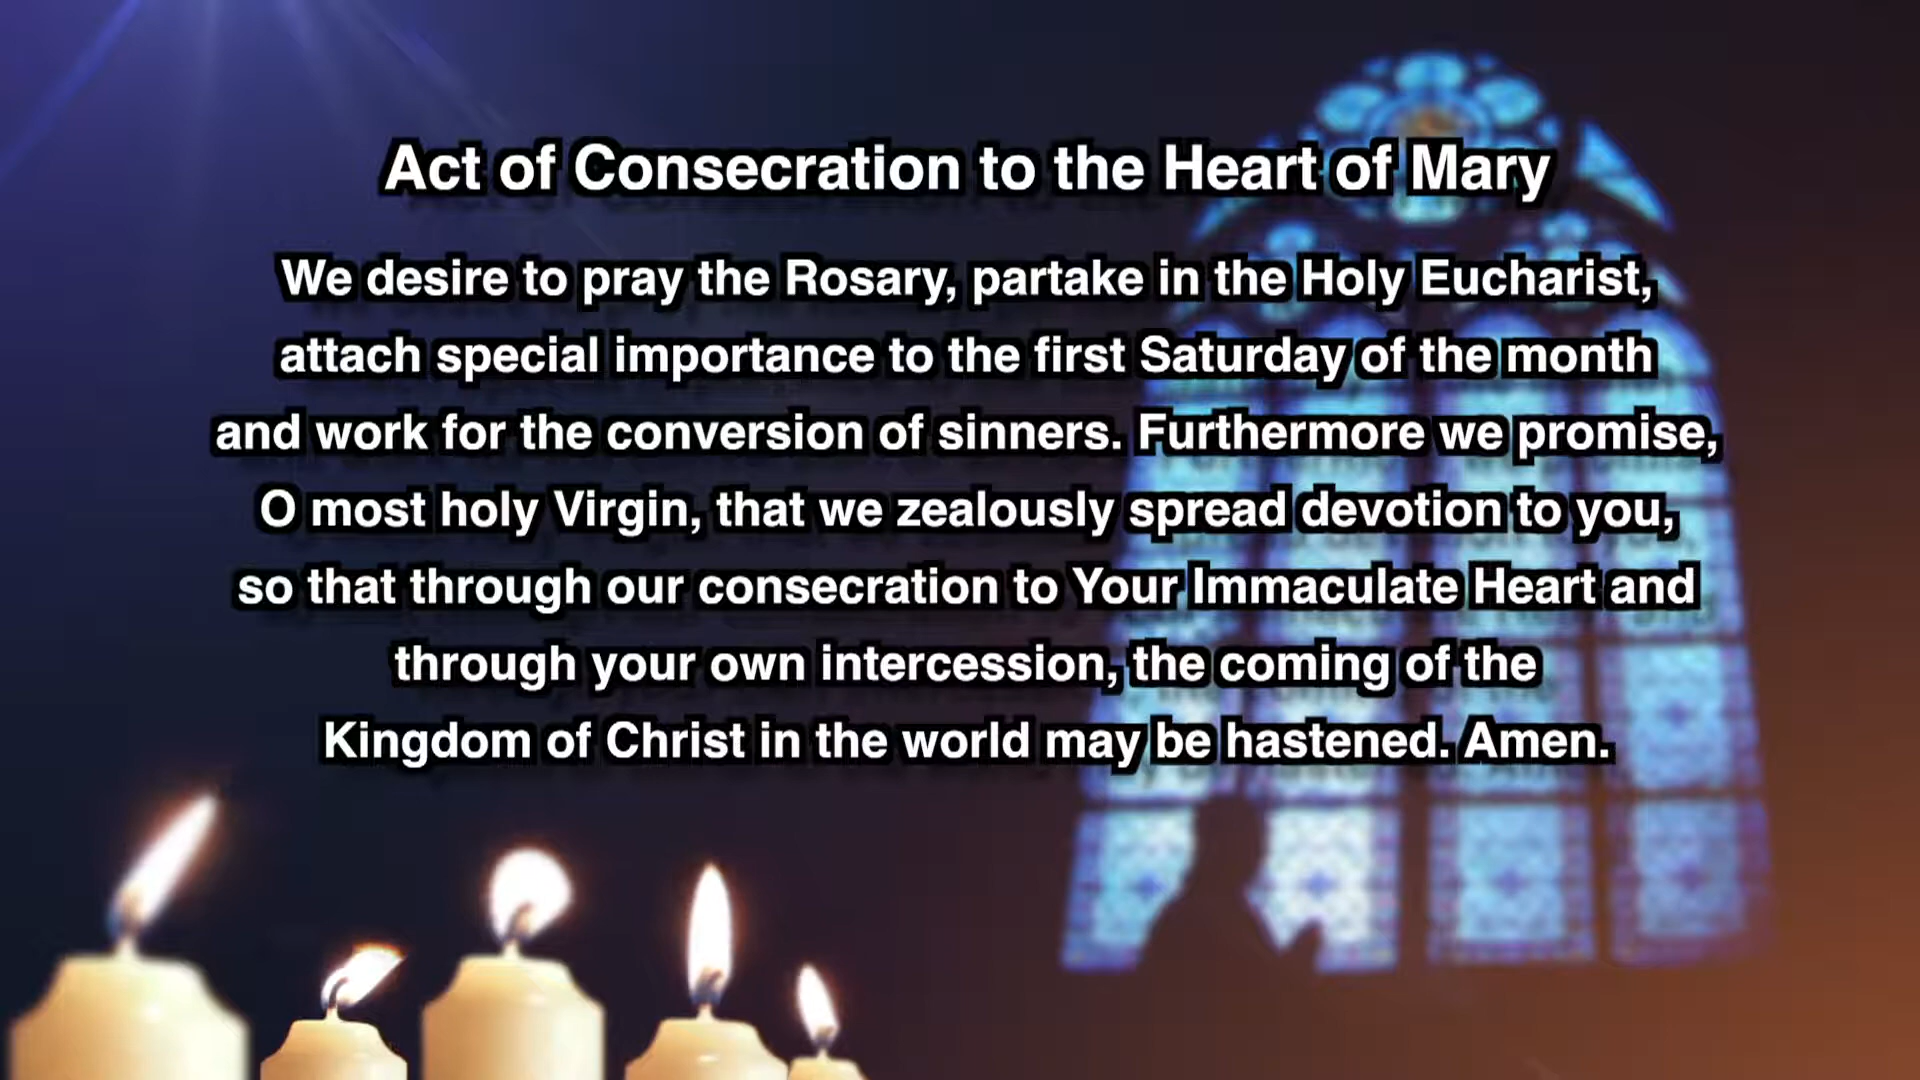 Act of Consecration to the Heart of Mary
We desire to pray the Rosary, partake in the Holy Eucharist,
attach special importance to the first Saturday of the month
and work for the conversion of sinners. Furthermore we promise,
O most holy Virgin, that we zealously spread devotion to you,
so that through our consecration to Your Immaculate Heart and
through your own intercession, the coming of the
Kingdom of Christ in the world may be hastened. Amen.